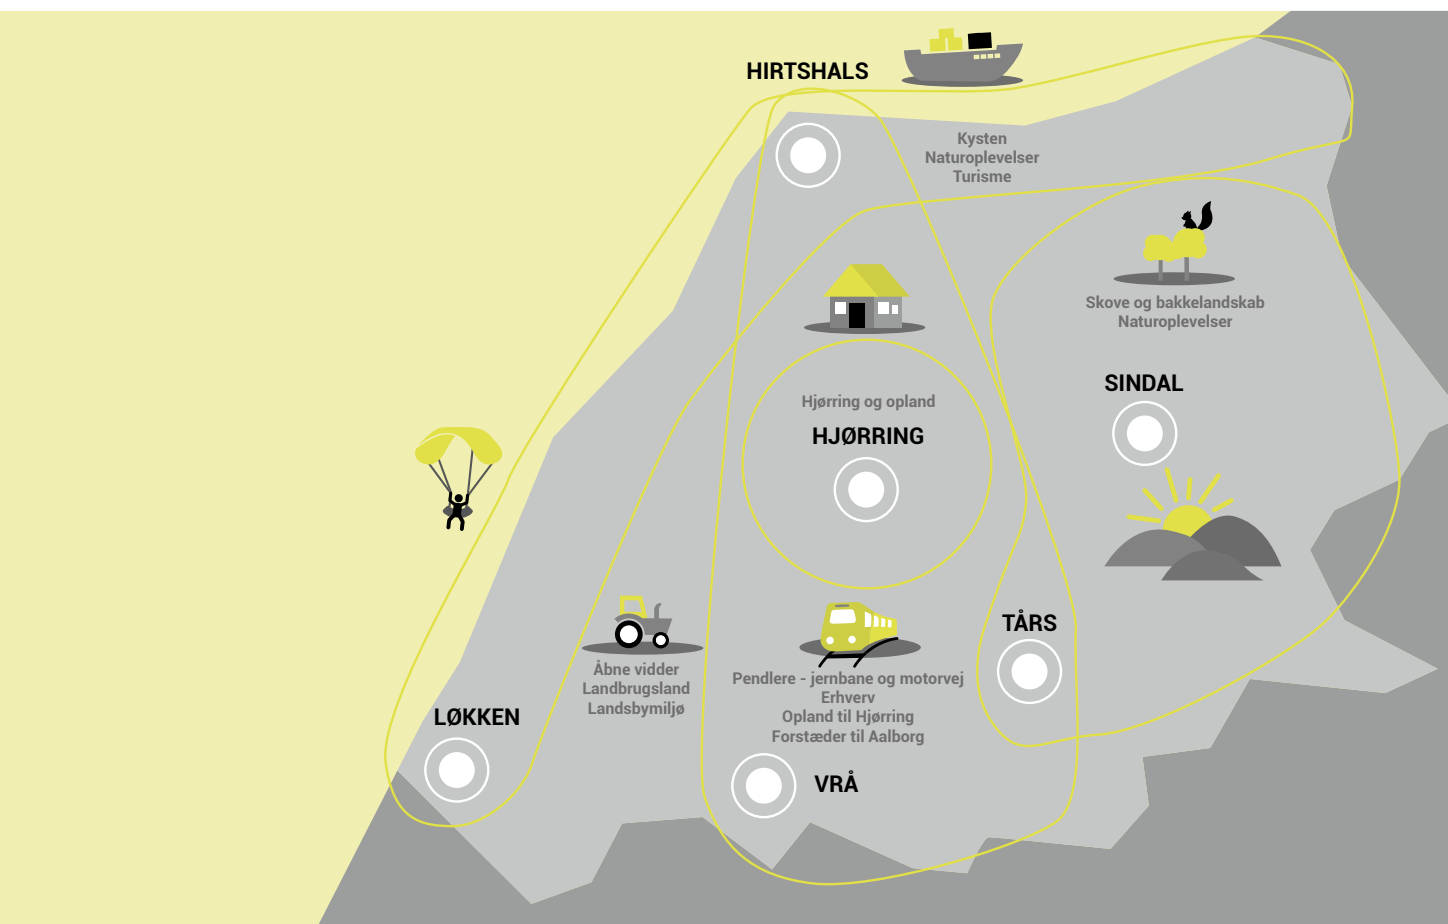 HIRTSHALS
Kysten
Naturoplevelser
Turisme
Skove og bakkelandskab
Naturoplevelser
SINDAL
Hjørring og opland
HJØRRING
TÅRS
Åbne vidder
Landbrugsland
Landsbymiljø
Pendlere - jernbane og motorvej
Erhverv
Opland til Hjørring
Forstæder til Aalborg
LØKKEN
VRÅ